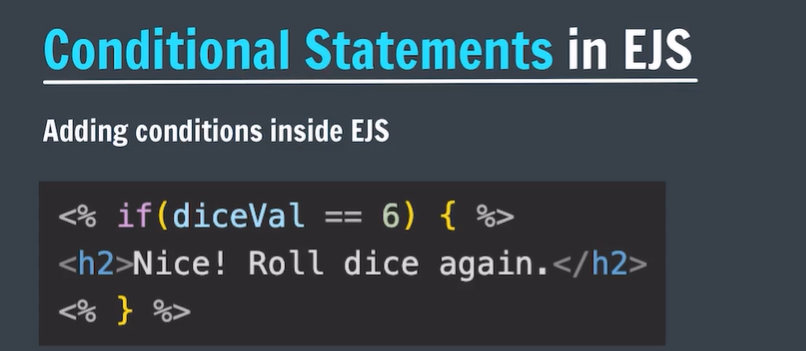 Conditional Statements in EJS
Adding conditions inside EJS
<% if(diceVal == 6) { %>
<h2>Nice! Roll dice again.</h2>
<% } %>